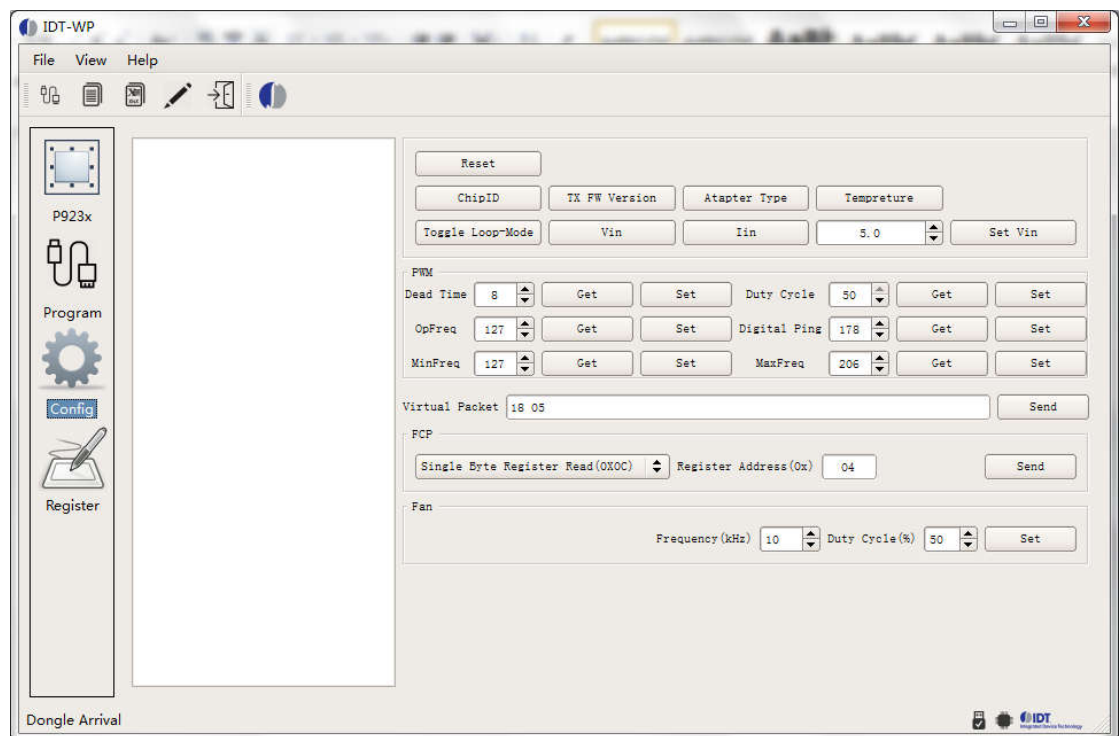 IDT-WP
File View Help
P923x
Program
Config
Register
Reset
ChipID TX FW Version Atapter Type Tempreture
Toggle Loop-Mode Vin Iin 5.0 Set Vin
PWM
Dead Time 8 Get Set Duty Cycle 50 Get Set
OpFreq 127 Get Set Digital Ping 178 Get Set
MinFreq 127 Get Set MaxFreq 206 Get Set
Virtual Packet 18 05 Send
FCP
Single Byte Register Read(0X0C) Register Address(0x) 04 Send
Fan
Frequency(kHz) 10 Duty Cycle(%) 50 Set
Dongle Arrival
IDT